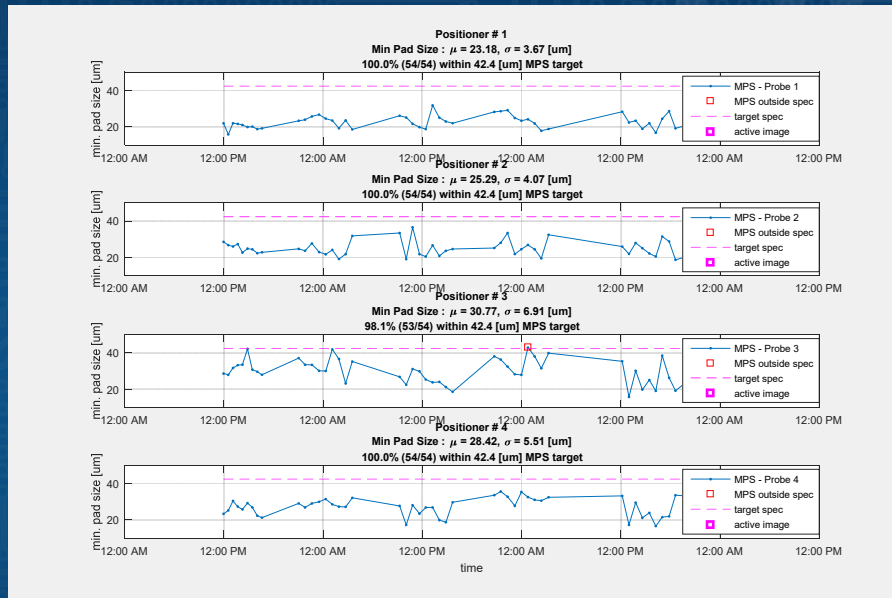 Positioner # 1
Min Pad Size : μ = 23.18, σ = 3.67 [um]
100.0% (54/54) within 42.4 [um] MPS target
min. pad size [um]
40
20
MPS - Probe 1
MPS outside spec
target spec
active image
12:00 AM 12:00 PM 12:00 AM 12:00 PM 12:00 AM 12:00 PM 12:00 AM 12:00 PM
Positioner # 2
Min Pad Size : μ = 25.29, σ = 4.07 [um]
100.0% (54/54) within 42.4 [um] MPS target
min. pad size [um]
40
20
MPS - Probe 2
MPS outside spec
target spec
active image
12:00 AM 12:00 PM 12:00 AM 12:00 PM 12:00 AM 12:00 PM 12:00 AM 12:00 PM
Positioner # 3
Min Pad Size : μ = 30.77, σ = 6.91 [um]
98.1% (53/54) within 42.4 [um] MPS target
min. pad size [um]
40
20
MPS - Probe 3
MPS outside spec
target spec
active image
12:00 AM 12:00 PM 12:00 AM 12:00 PM 12:00 AM 12:00 PM 12:00 AM 12:00 PM
Positioner # 4
Min Pad Size : μ = 28.42, σ = 5.51 [um]
100.0% (54/54) within 42.4 [um] MPS target
min. pad size [um]
40
20
MPS - Probe 4
MPS outside spec
target spec
active image
12:00 AM 12:00 PM 12:00 AM 12:00 PM 12:00 AM 12:00 PM 12:00 AM 12:00 PM
time